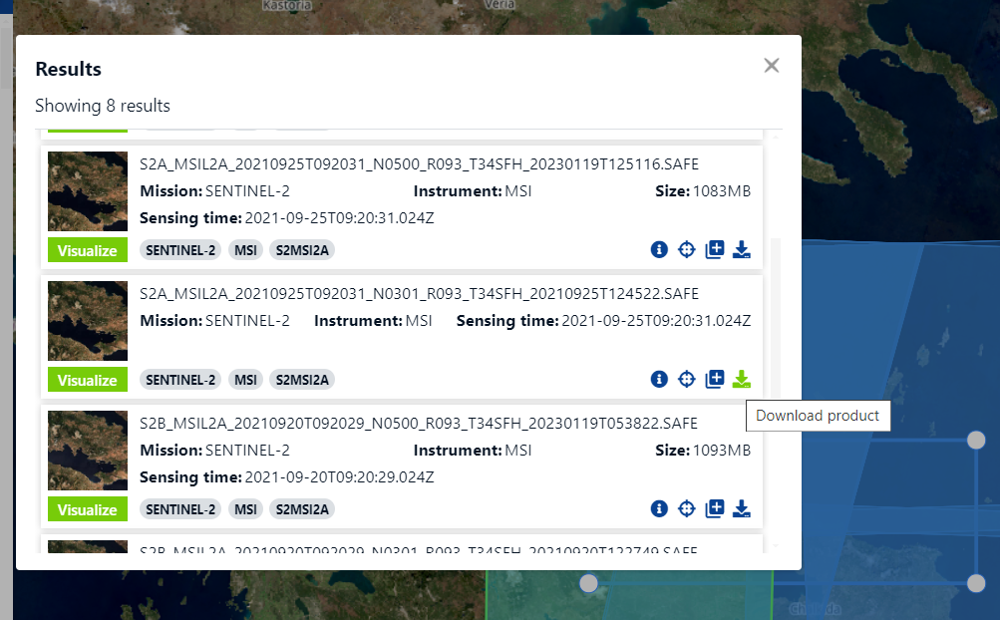 Kastoria
Veria
Results
Showing 8 results
S2A_MSIL2A_20210925T092031_N0500_R093_T34SFH_20230119T125116.SAFE
Mission: SENTINEL-2 Instrument: MSI Size: 1083MB
Sensing time: 2021-09-25T09:20:31.024Z
Visualize SENTINEL-2 MSI S2MSI2A
S2A_MSIL2A_20210925T092031_N0301_R093_T34SFH_20210925T124522.SAFE
Mission: SENTINEL-2 Instrument: MSI Sensing time: 2021-09-25T09:20:31.024Z
Visualize SENTINEL-2 MSI S2MSI2A
Download product
S2B_MSIL2A_20210920T092029_N0500_R093_T34SFH_20230119T053822.SAFE
Mission: SENTINEL-2 Instrument: MSI Size: 1093MB
Sensing time: 2021-09-20T09:20:29.024Z
Visualize SENTINEL-2 MSI S2MSI2A
S2B_MSIL2A_20210920T092029_N0301_R093_T34SFH_20210920T122749.SAFE